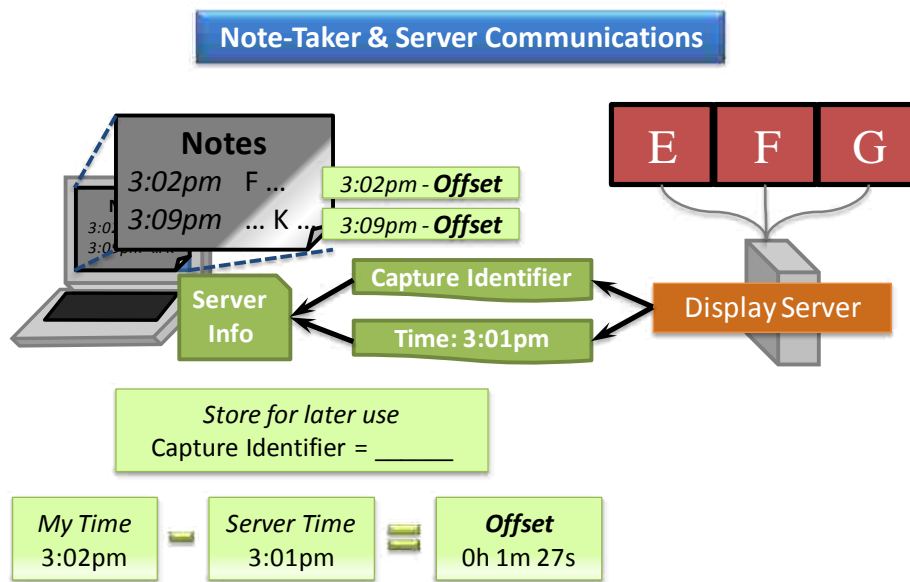 Note-Taker & Server Communications
Notes
3:02pm F ...
3:09pm ... K ...
3:02pm - Offset
3:09pm - Offset
E F G
Server
Info
Capture Identifier
Time: 3:01pm
Display Server
Store for later use
Capture Identifier = ______
My Time
3:02pm
-
Server Time
3:01pm
=
Offset
0h 1m 27s